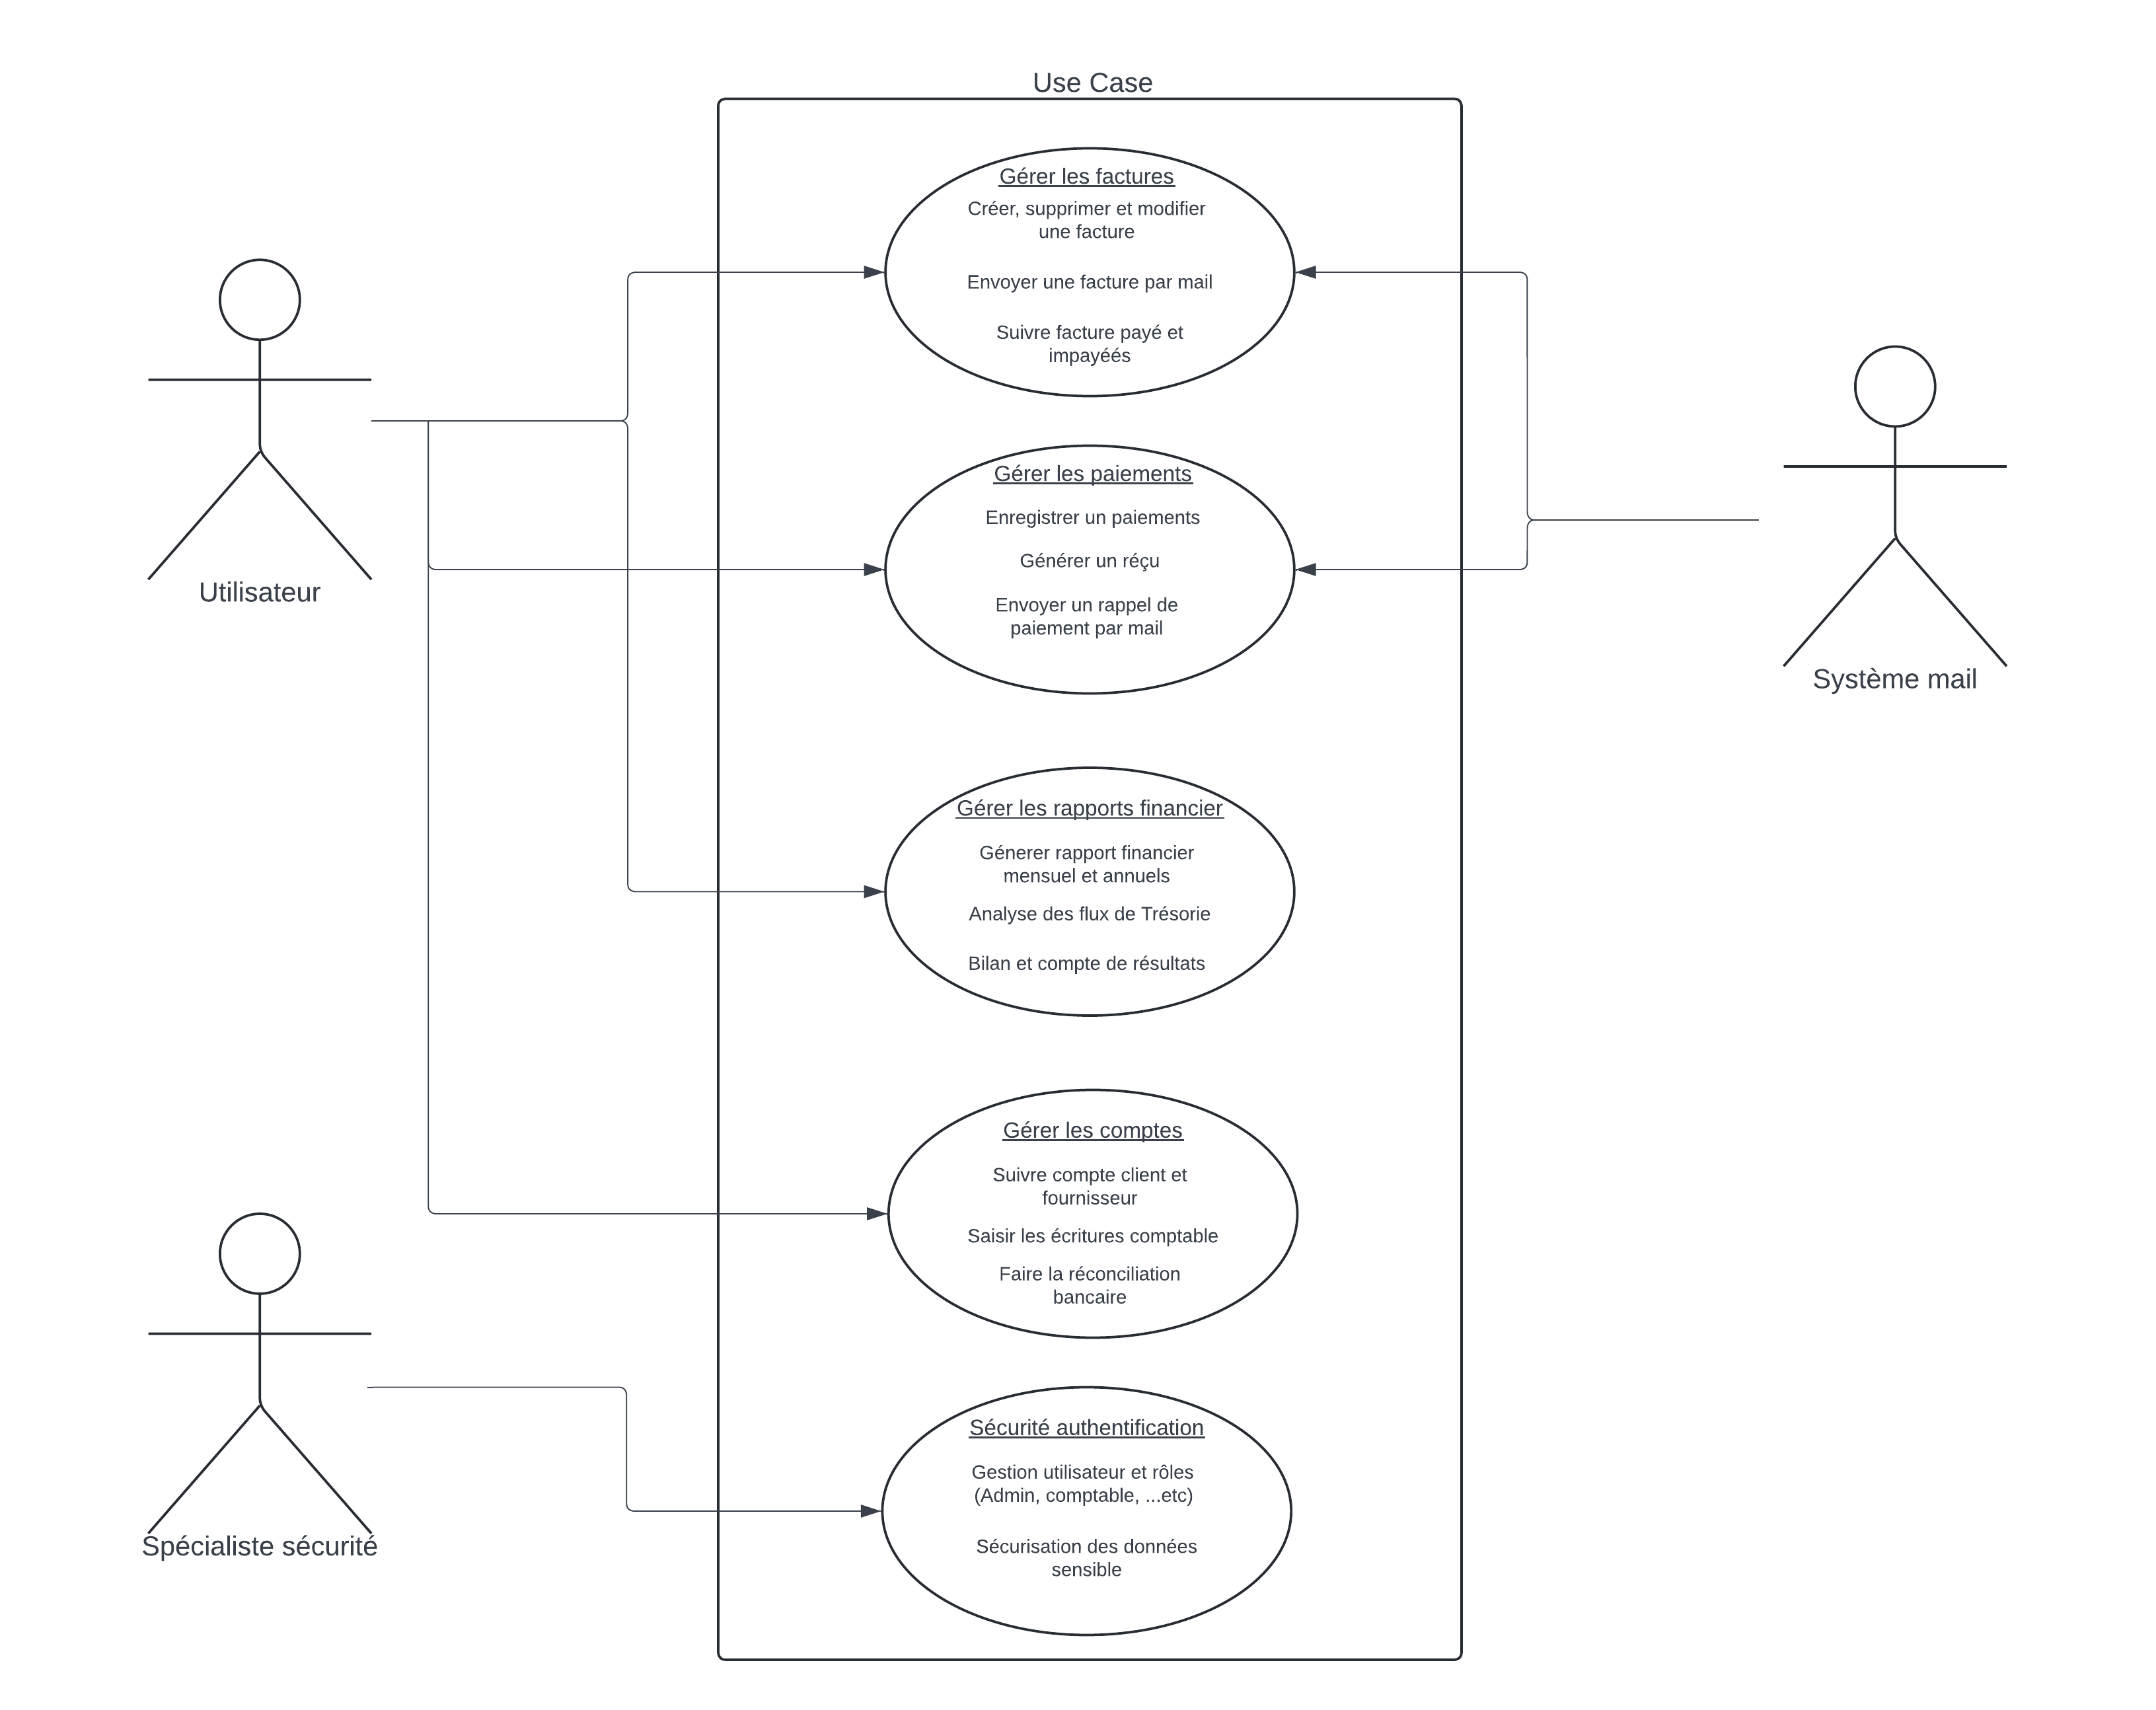 Use Case
Gérer les factures
Créer, supprimer et modifier
une facture
Envoyer une facture par mail
Suivre facture payé et
impayéés
Utilisateur
Gérer les paiements
Enregistrer un paiements
Générer un réçu
Envoyer un rappel de
paiement par mail
Système mail
Gérer les rapports financier
Génerer rapport financier
mensuel et annuels
Analyse des flux de Trésorie
Bilan et compte de résultats
Gérer les comptes
Suivre compte client et
fournisseur
Saisir les écritures comptable
Faire la réconciliation
bancaire
Spécialiste sécurité
Sécurité authentification
Gestion utilisateur et rôles
(Admin, comptable, ...etc)
Sécurisation des données
sensible